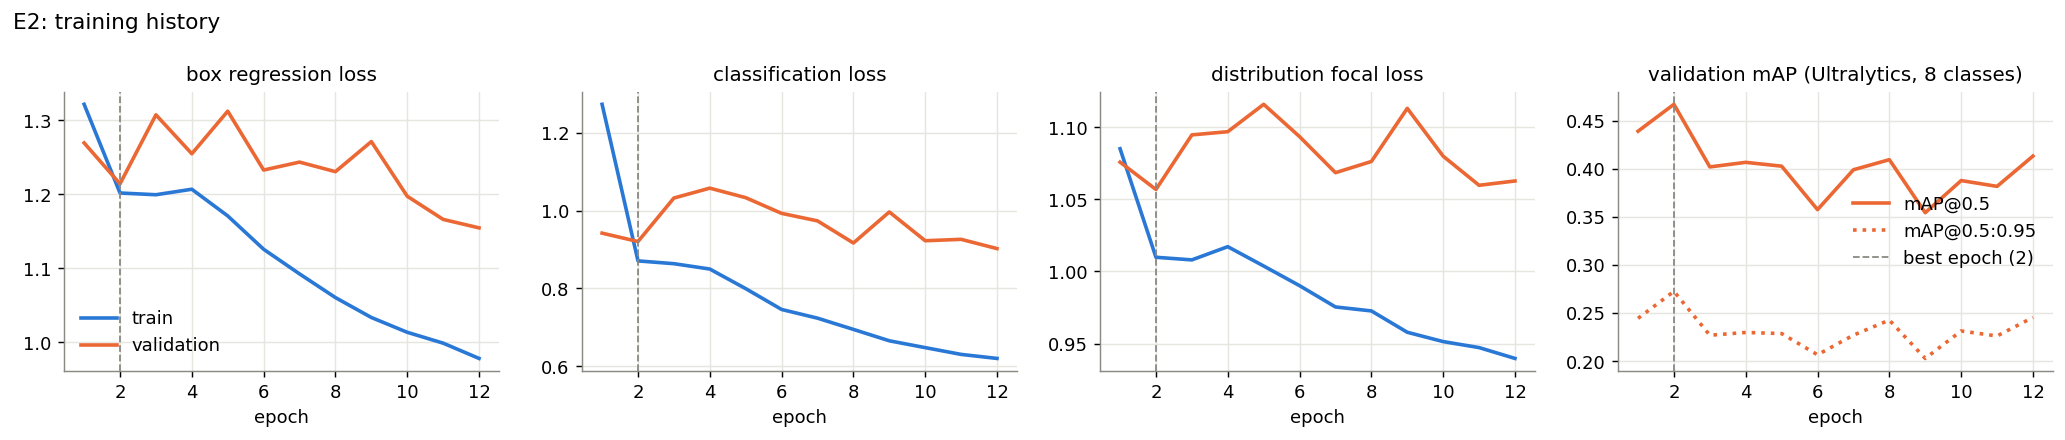 E2: training history
box regression loss
1.3
1.2
1.1
1.0
train
validation
2 4 6 8 10 12
epoch
classification loss
1.2
1.0
0.8
0.6
2 4 6 8 10 12
epoch
distribution focal loss
1.10
1.05
1.00
0.95
2 4 6 8 10 12
epoch
validation mAP (Ultralytics, 8 classes)
0.45
0.40
0.35
0.30
0.25
0.20
mAP@0.5
mAP@0.5:0.95
best epoch (2)
2 4 6 8 10 12
epoch